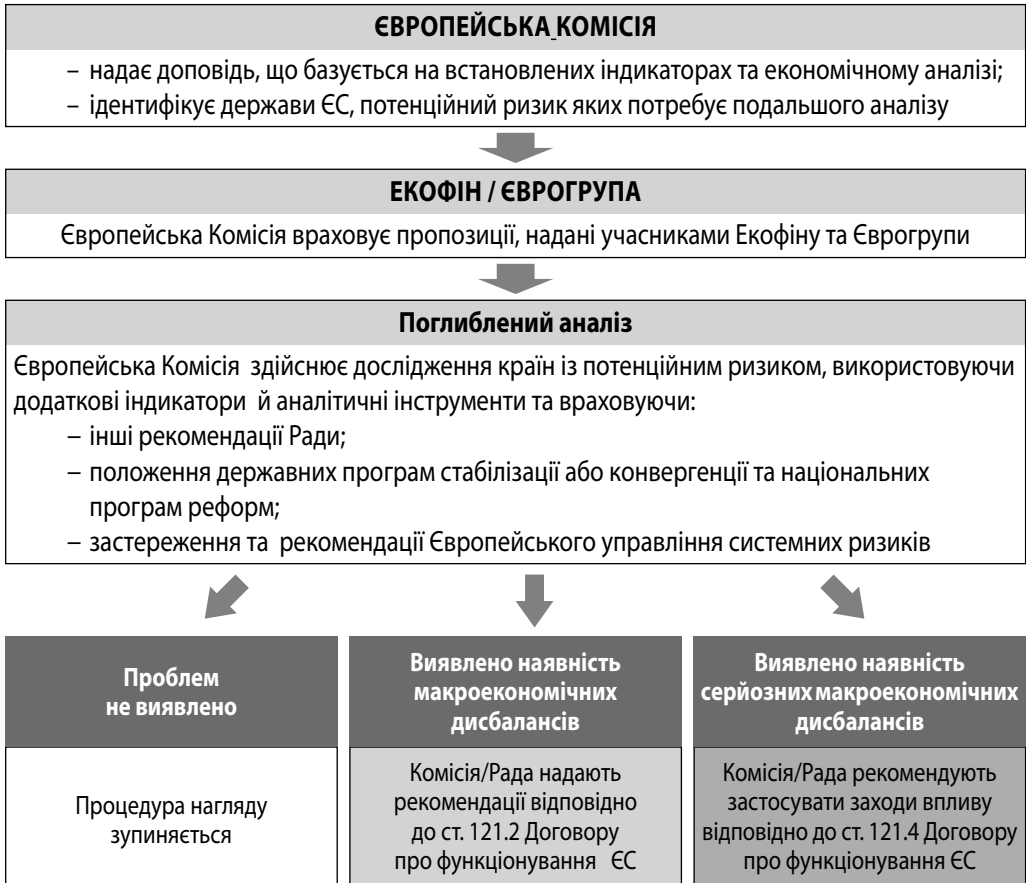 ЄВРОПЕЙСЬКА КОМІСІЯ
– надає доповідь, що базується на встановлених індикаторах та економічному аналізі;
– ідентифікує держави ЄС, потенційний ризик яких потребує подальшого аналізу
ЕКОФІН / ЄВРОГРУПА
Європейська Комісія враховує пропозиції, надані учасниками Екофіну та Єврогрупи
Поглиблений аналіз
Європейська Комісія здійснює дослідження країн із потенційним ризиком, використовуючи
додаткові індикатори й аналітичні інструменти та враховуючи:
– інші рекомендації Ради;
– положення державних програм стабілізації або конвергенції та національних
програм реформ;
– застереження та рекомендації Європейського управління системних ризиків
Проблем
не виявлено
Процедура нагляду
зупиняється
Виявлено наявність
макроекономічних
дисбалансів
Комісія/Рада надають
рекомендації відповідно
до ст. 121.2 Договору
про функціонування ЄС
Виявлено наявність
серйозних макроекономічних
дисбалансів
Комісія/Рада рекомендують
застосувати заходи впливу
відповідно до ст. 121.4 Договору
про функціонування ЄС